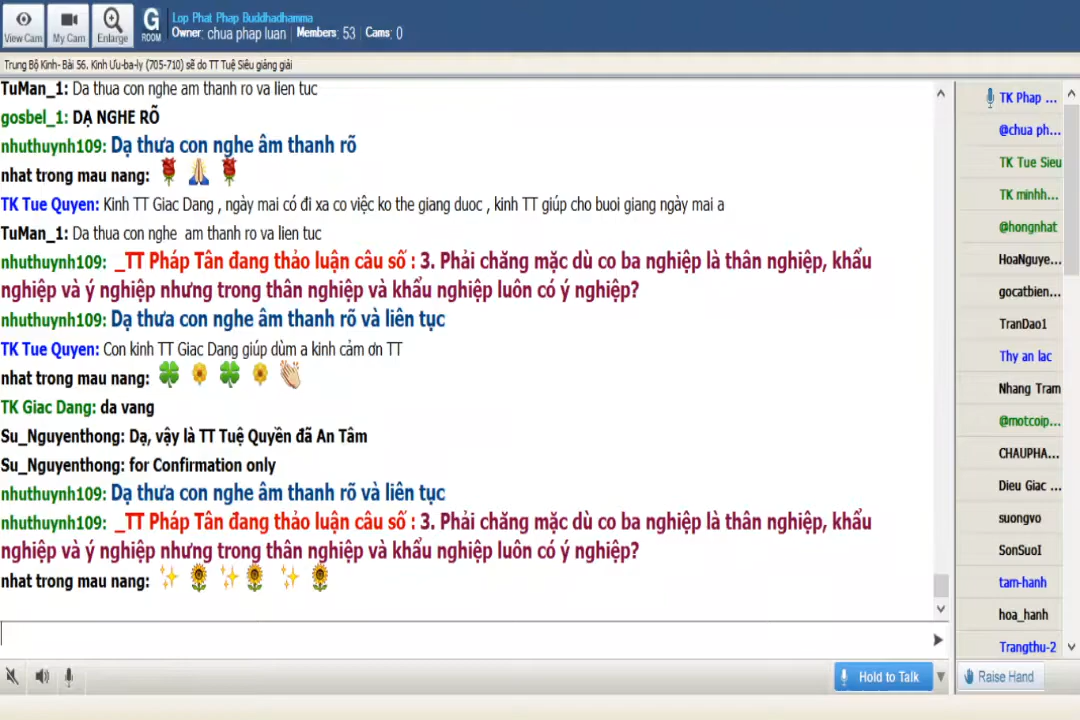 View Cam
My Cam
Enlarge
G
ROOM
Lop Phat Phap Buddhadhamma
Owner: chua phap luan Members: 53 Cams: 0
Trung Bộ Kinh- Bài 56. Kinh Ưu-ba-ly (705-710) sẽ do TT Tuệ Siêu giảng giải
TuMan_1: Da thua con nghe am thanh ro va lien tuc
gosbel_1: DẠ NGHE RÕ
nhuthuynh109: Dạ thưa con nghe âm thanh rõ
nhat trong mau nang:
TK Tue Quyen: Kinh TT Giac Dang , ngày mai có đi xa co việc ko the giang duoc , kinh TT giúp cho buoi giang ngày mai a
TuMan_1: Da thua con nghe am thanh ro va lien tuc
nhuthuynh109: _TT Pháp Tân đang thảo luận câu số : 3. Phải chăng mặc dù co ba nghiệp là thân nghiệp, khẩu
nghiệp và ý nghiệp nhưng trong thân nghiệp và khẩu nghiệp luôn có ý nghiệp?
nhuthuynh109: Dạ thưa con nghe âm thanh rõ và liên tục
TK Tue Quyen: Con kinh TT Giac Dang giúp dùm a kinh cảm ơn TT
nhat trong mau nang:
TK Giac Dang: da vang
Su_Nguyenthong: Dạ, vậy là TT Tuệ Quyền đã An Tâm
Su_Nguyenthong: for Confirmation only
nhuthuynh109: Dạ thưa con nghe âm thanh rõ và liên tục
nhuthuynh109: _TT Pháp Tân đang thảo luận câu số : 3. Phải chăng mặc dù co ba nghiệp là thân nghiệp, khẩu
nghiệp và ý nghiệp nhưng trong thân nghiệp và khẩu nghiệp luôn có ý nghiệp?
nhat trong mau nang:
TK Phap ...
@chua ph...
TK Tue Sieu
TK minhh...
@hongnhat
HoaNguye...
gocatbien...
TranDao1
Thy an lac
Nhang Tram
@motcoip...
CHAUPHA...
Dieu Giac ...
suongvo
SonSuoI
tam-hanh
hoa_hanh
Trangthu-2
Hold to Talk
Raise Hand